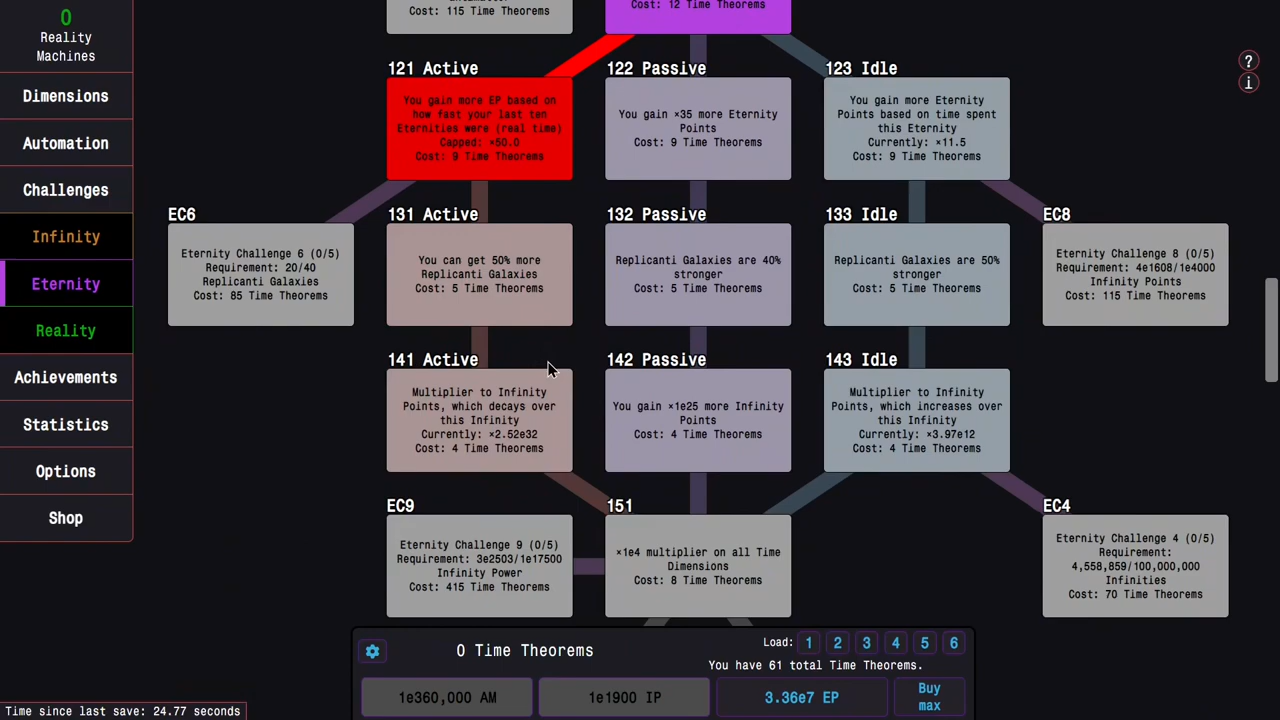 0
Reality
Machines
Dimensions
Automation
Challenges
Infinity
Eternity
Reality
Achievements
Statistics
Options
Shop
Time since last save: 24.77 seconds
Cost: 115 Time Theorems
Cost: 12 Time Theorems
?
i
121 Active
You gain more EP based on
how fast your last ten
Eternities were (real time)
Capped: ×50.0
Cost: 9 Time Theorems
122 Passive
You gain ×35 more Eternity
Points
Cost: 9 Time Theorems
123 Idle
You gain more Eternity
Points based on time spent
this Eternity
Currently: ×11.5
Cost: 9 Time Theorems
EC6
Eternity Challenge 6 (0/5)
Requirement: 20/40
Replicanti Galaxies
Cost: 85 Time Theorems
131 Active
You can get 50% more
Replicanti Galaxies
Cost: 5 Time Theorems
132 Passive
Replicanti Galaxies are 40%
stronger
Cost: 5 Time Theorems
133 Idle
Replicanti Galaxies are 50%
stronger
Cost: 5 Time Theorems
EC8
Eternity Challenge 8 (0/5)
Requirement: 4e1608/1e4000
Infinity Points
Cost: 115 Time Theorems
141 Active
Multiplier to Infinity
Points, which decays over
this Infinity
Currently: ×2.52e32
Cost: 4 Time Theorems
142 Passive
You gain ×1e25 more Infinity
Points
Cost: 4 Time Theorems
143 Idle
Multiplier to Infinity
Points, which increases over
this Infinity
Currently: ×3.97e12
Cost: 4 Time Theorems
EC9
Eternity Challenge 9 (0/5)
Requirement: 3e2503/1e17500
Infinity Power
Cost: 415 Time Theorems
151
×1e4 multiplier on all Time
Dimensions
Cost: 8 Time Theorems
EC4
Eternity Challenge 4 (0/5)
Requirement:
4,558,859/100,000,000
Infinities
Cost: 70 Time Theorems
0 Time Theorems
Load: 1 2 3 4 5 6
You have 61 total Time Theorems.
1e360,000 AM
1e1900 IP
3.36e7 EP
Buy
max